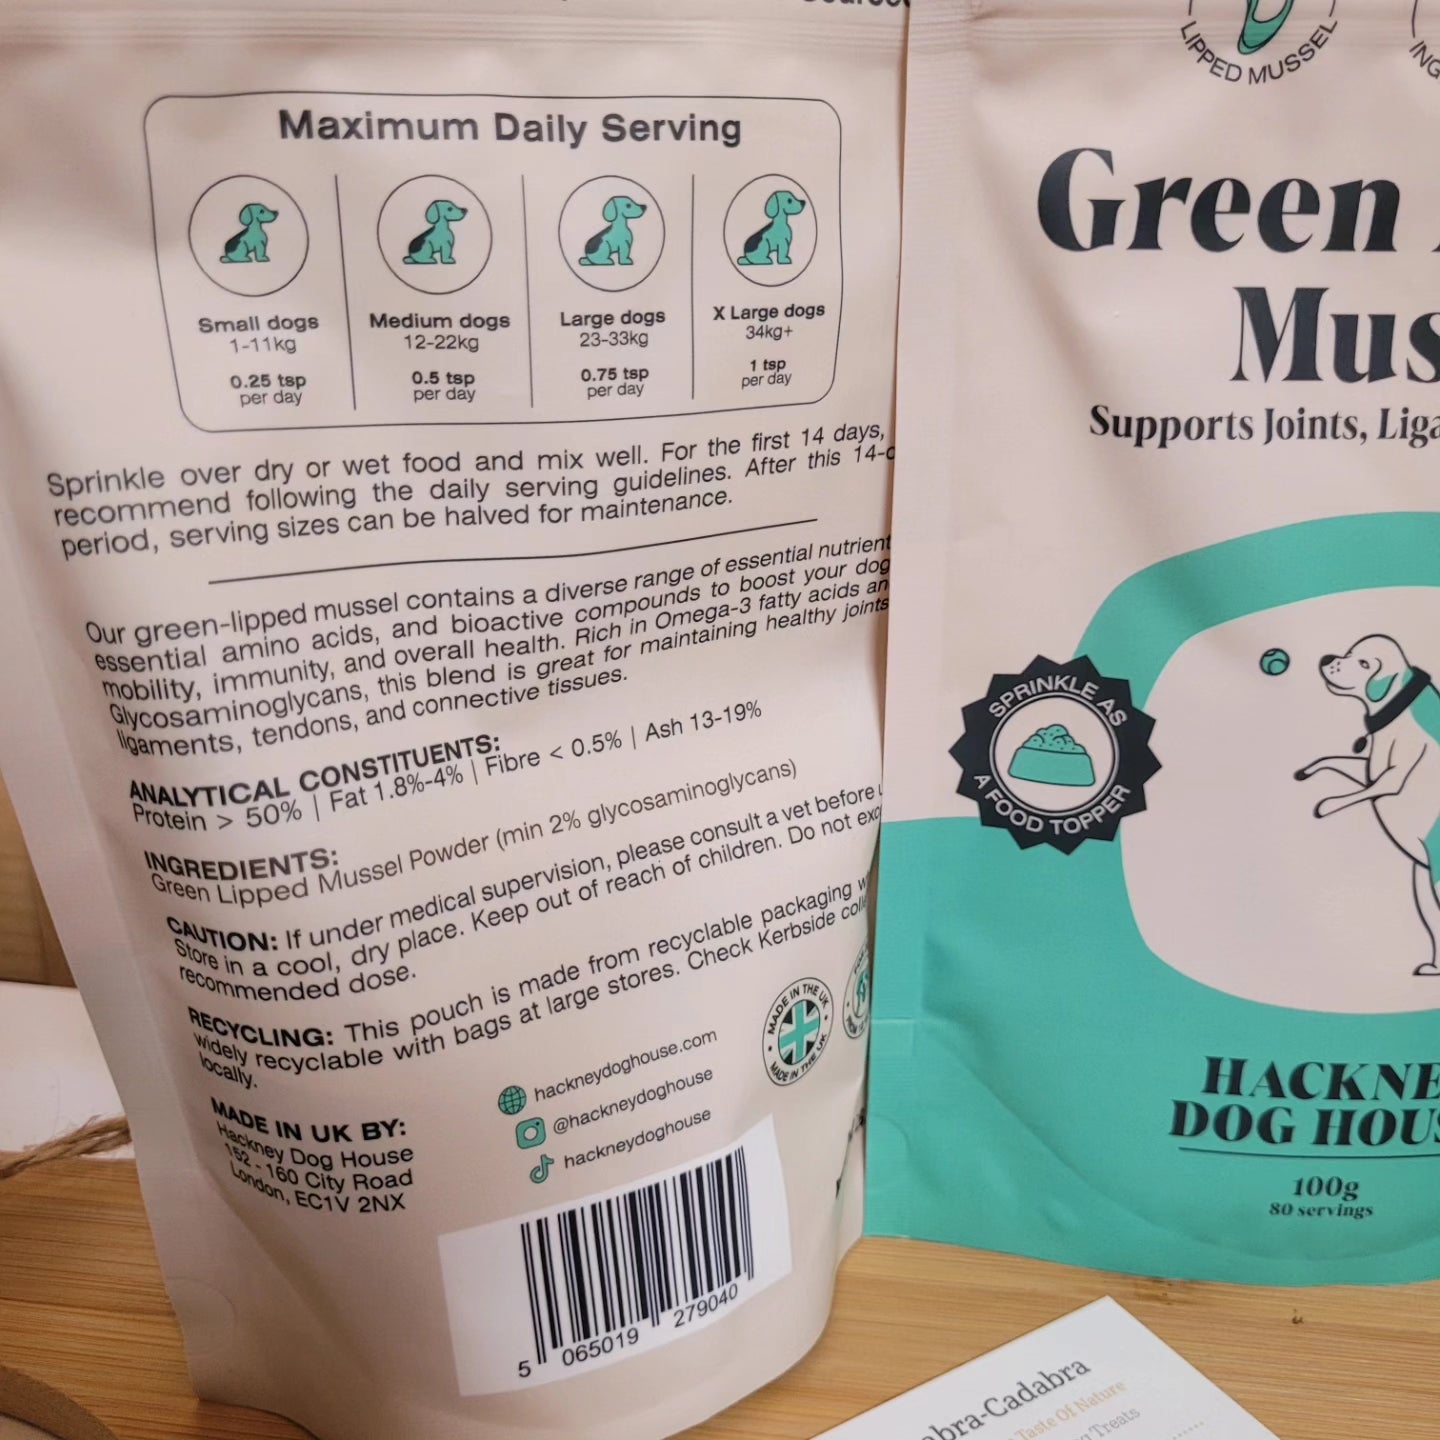 Maximum Daily Serving
Small dogs
1-11kg
0.25 tsp
per day
Medium dogs
12-22kg
0.5 tsp
per day
Large dogs
23-33kg
0.75 tsp
per day
X Large dogs
34kg+
1 tsp
per day
Sprinkle over dry or wet food and mix well. For the first 14 days,
recommend following the daily serving guidelines. After this 14-
period, serving sizes can be halved for maintenance.
Our green-lipped mussel contains a diverse range of essential nutrient
essential amino acids, and bioactive compounds to boost your dog
mobility, immunity, and overall health. Rich in Omega-3 fatty acids an
Glycosaminoglycans, this blend is great for maintaining healthy joints
ligaments, tendons, and connective tissues.
ANALYTICAL CONSTITUENTS:
Protein > 50% | Fat 1.8%-4% | Fibre < 0.5% | Ash 13-19%
INGREDIENTS:
Green Lipped Mussel Powder (min 2% glycosaminoglycans)
CAUTION: If under medical supervision, please consult a vet before
Store in a cool, dry place. Keep out of reach of children. Do not exc
recommended dose.
RECYCLING: This pouch is made from recyclable packaging
widely recyclable with bags at large stores. Check Kerbside coll
locally.
MADE IN UK BY:
Hackney Dog House
152 - 160 City Road
London, EC1V 2NX
hackneydoghouse.com
@hackneydoghouse
hackneydoghouse
MADE IN THE UK
MADE IN THE UK
5 065019 279040
LIPPED MUSSEL
ING
Green
Mus
Supports Joints, Liga
SPRINKLE AS
A FOOD TOPPER
HACKNE
DOG HOUS
100g
80 servings
abra-Cadabra
Taste Of Nature
Treats